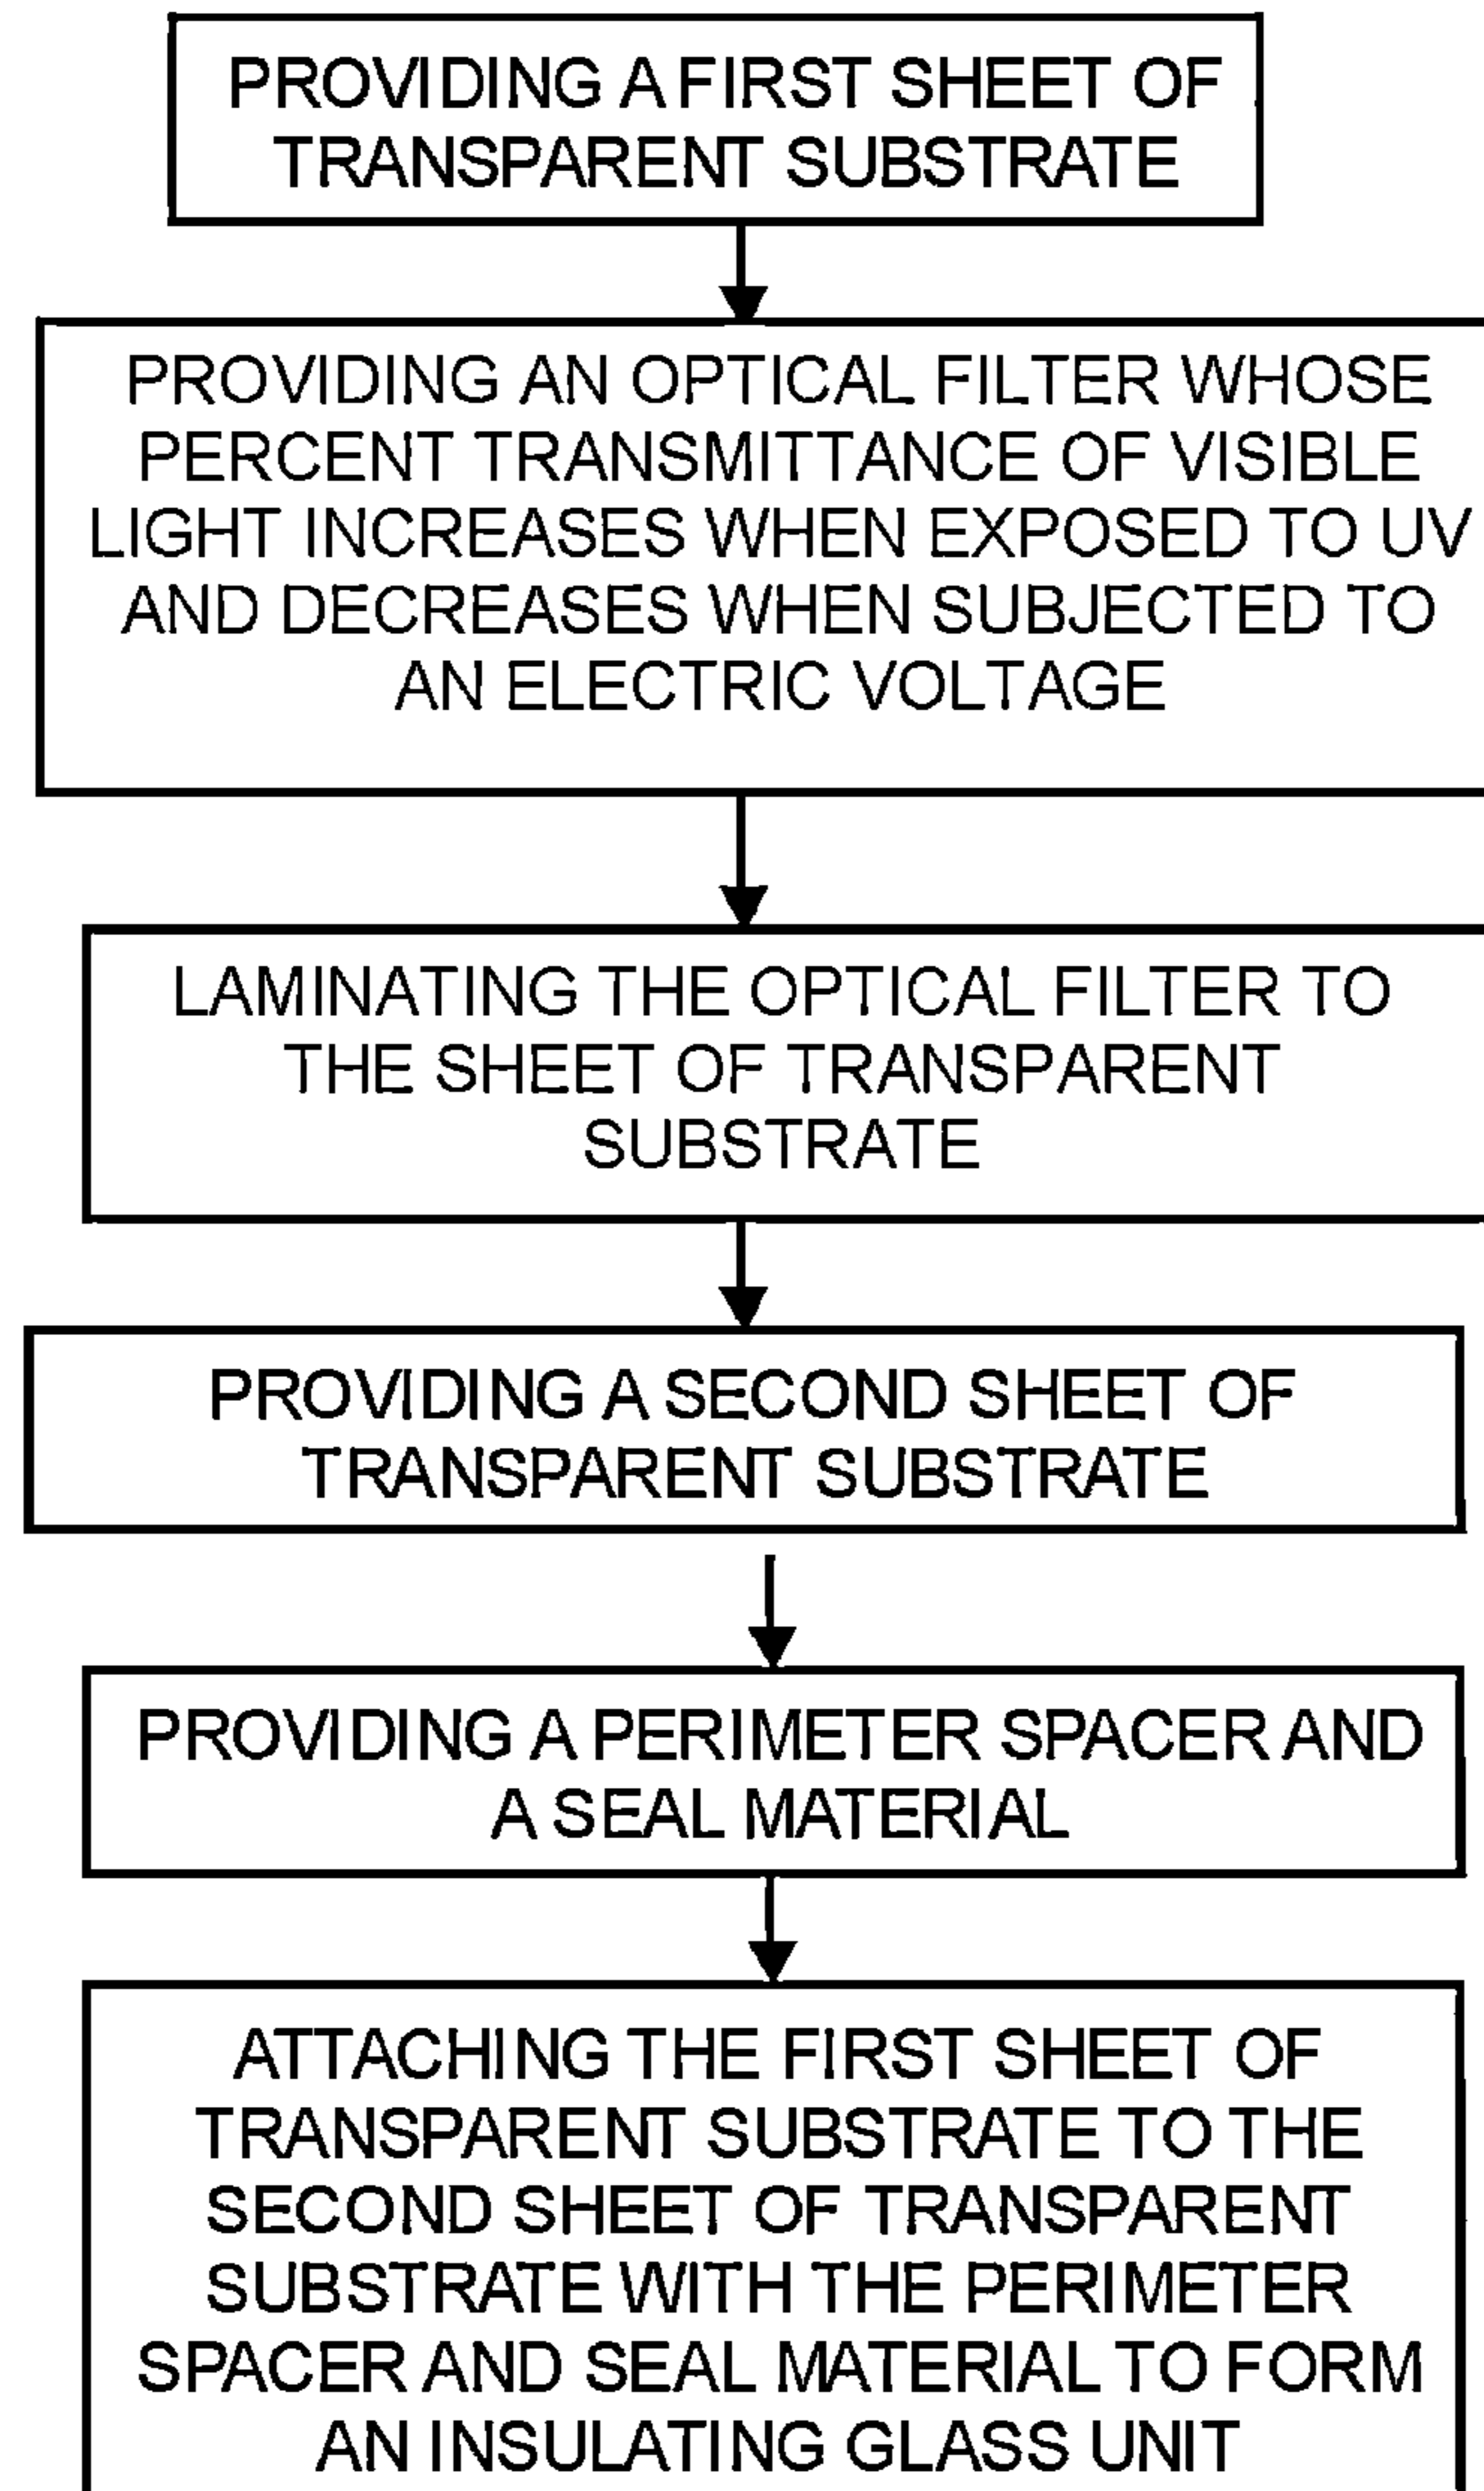 PROVIDING A FIRST SHEET OF
TRANSPARENT SUBSTRATE
PROVIDING AN OPTICAL FILTER WHOSE
PERCENT TRANSMITTANCE OF VISIBLE
LIGHT INCREASES WHEN EXPOSED TO UV
AND DECREASES WHEN SUBJECTED TO
AN ELECTRIC VOLTAGE
LAMINATING THE OPTICAL FILTER TO
THE SHEET OF TRANSPARENT
SUBSTRATE
PROVIDING A SECOND SHEET OF
TRANSPARENT SUBSTRATE
PROVIDING A PERIMETER SPACER AND
A SEAL MATERIAL
ATTACHING THE FIRST SHEET OF
TRANSPARENT SUBSTRATE TO THE
SECOND SHEET OF TRANSPARENT
SUBSTRATE WITH THE PERIMETER
SPACER AND SEAL MATERIAL TO FORM
AN INSULATING GLASS UNIT